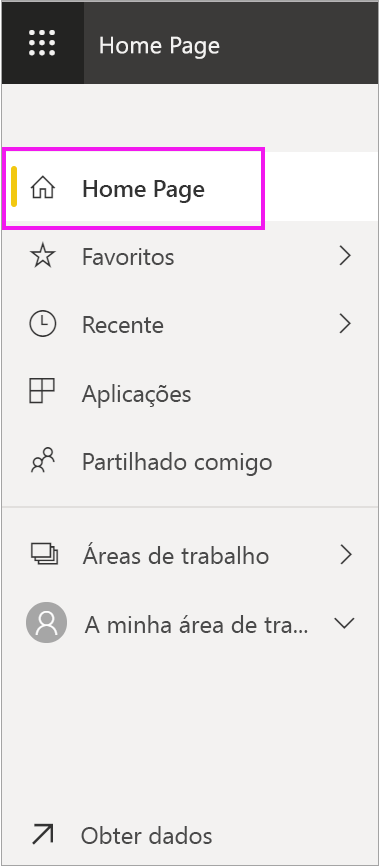 Home Page
Home Page
Favoritos
Recente
Aplicações
Partilhado comigo
Áreas de trabalho
A minha área de tra...
Obter dados